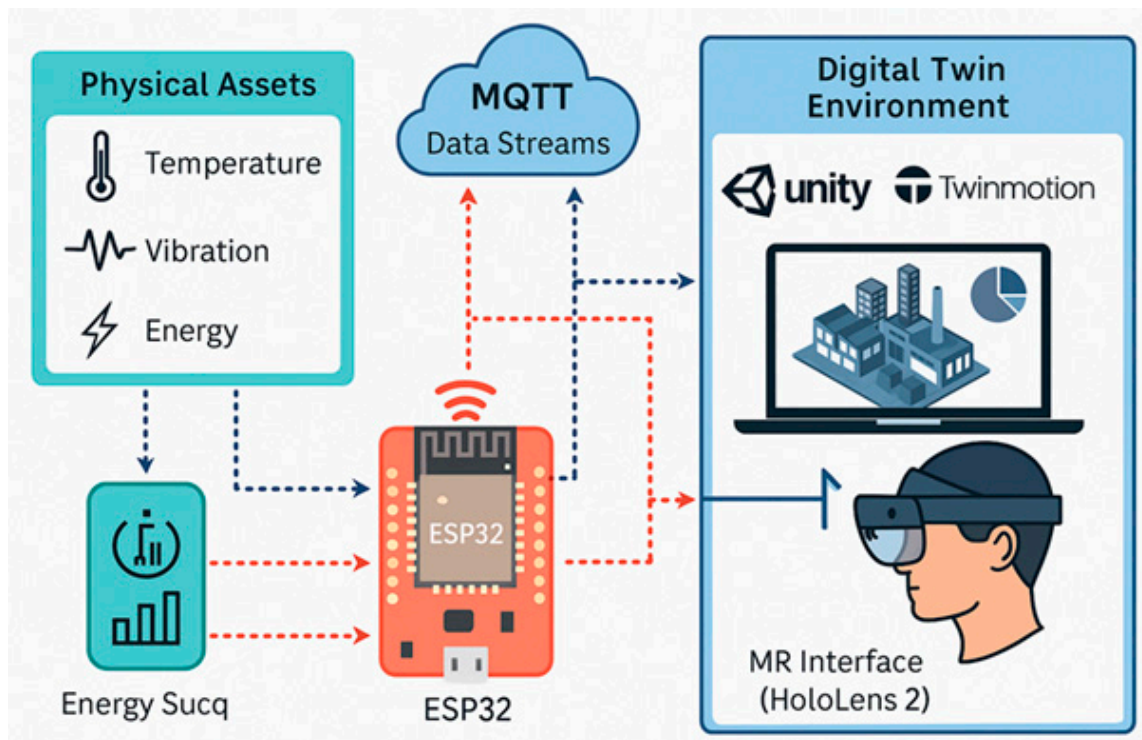 Physical Assets
Temperature
Vibration
Energy
MQTT
Data Streams
Digital Twin
Environment
unity
Twinmotion
ESP32
Energy Sucq
ESP32
MR Interface
(HoloLens 2)